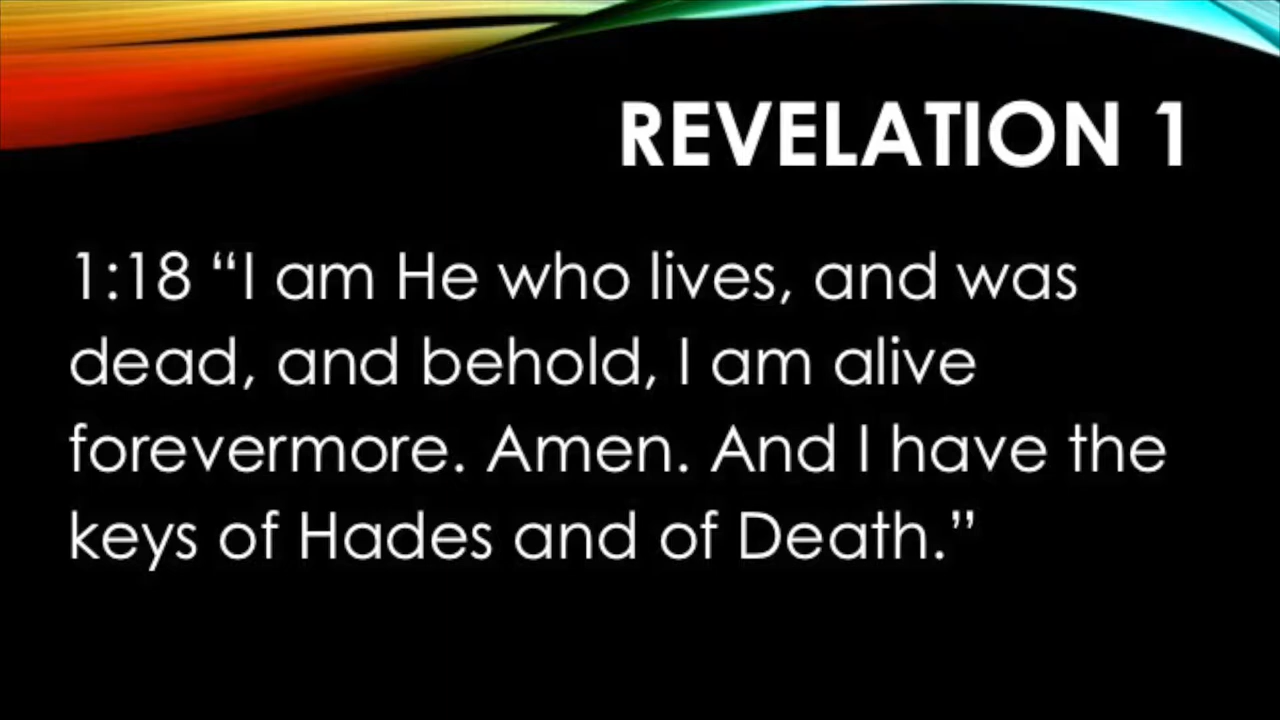 REVELATION 1
1:18 “I am He who lives, and was
dead, and behold, I am alive
forevermore. Amen. And I have the
keys of Hades and of Death.”